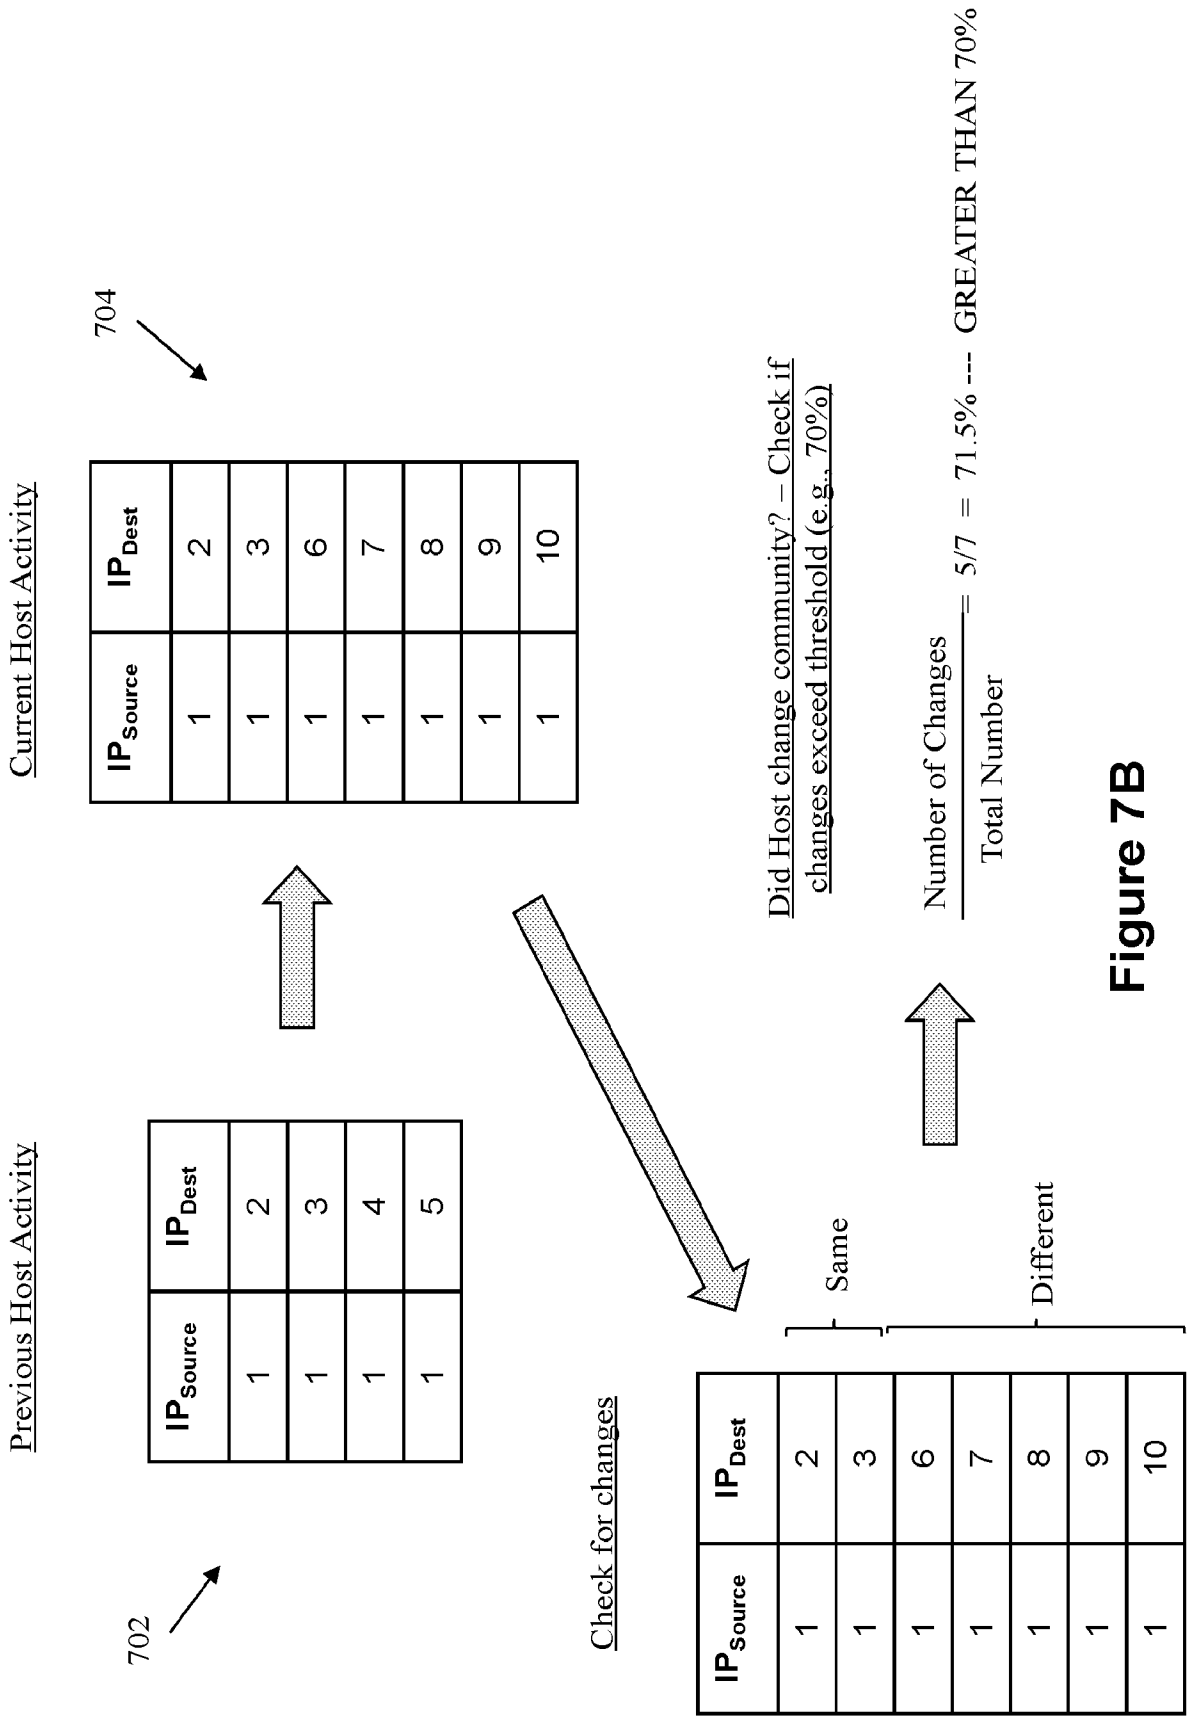 Previous Host Activity
702
IPSource IPDest
1 2
1 3
1 4
1 5
Current Host Activity
704
IPSource IPDest
1 2
1 3
1 6
1 7
1 8
1 9
1 10
Check for changes
IPSource IPDest
1 2
1 3
1 6
1 7
1 8
1 9
1 10
Same
Different
Did Host change community? – Check if
changes exceed threshold (e.g., 70%)
Number of Changes
Total Number
= 5/7 = 71.5% --- GREATER THAN 70%
Figure 7B